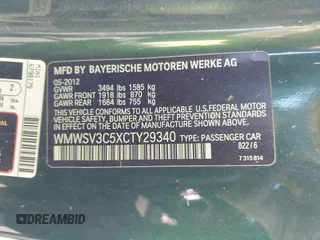 MFD BY BAYERISCHE MOTOREN WERKE AG
05-2012
GVWR 3494 lbs 1585 kg
GAWR FRT 1918 lbs 870 kg
GAWR RR 1664 lbs 755 kg
THIS VEHICLE CONFORMS TO ALL APPLICABLE
FEDERAL MOTOR VEHICLE SAFETY, BUMPER AND
THEFT PREVENTION STANDARDS IN EFFECT ON
THE DATE OF MANUFACTURE SHOWN ABOVE.
WMWSV3C5XCTY29340 TYPE: PASSENGER CAR
B22/6
7 315 814
DREAMBID